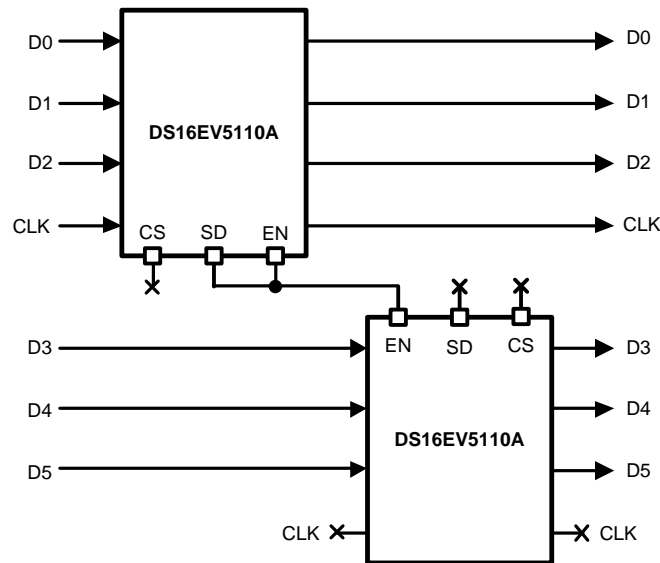 D0 D0
D1 D1
DS16EV5110A
D2 D2
CLK CS SD EN CLK
D3 EN SD CS D3
D4 D4
DS16EV5110A
D5 D5
CLK CLK